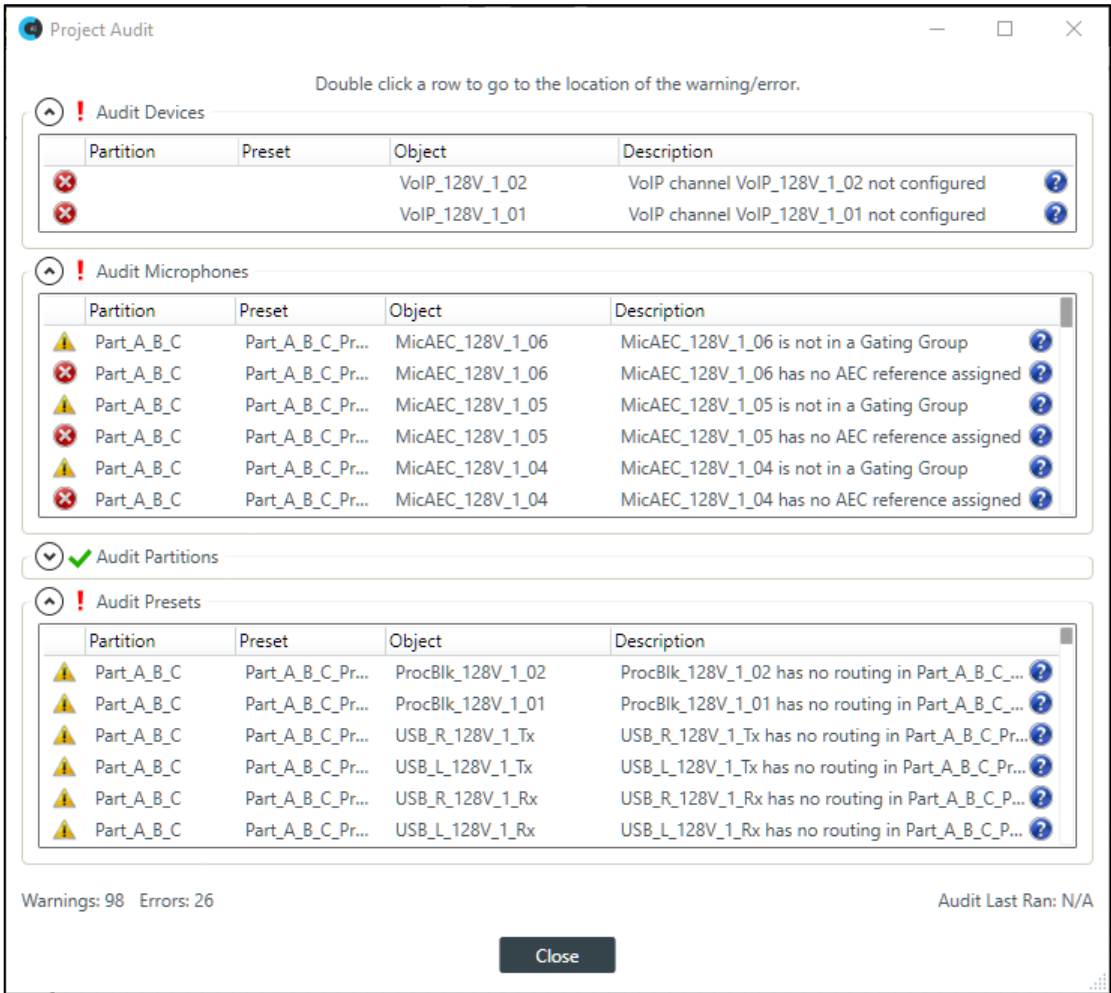 Project Audit
Double click a row to go to the location of the warning/error.
Audit Devices
Partition Preset Object Description
VoIP_128V_1_02 VoIP channel VoIP_128V_1_02 not configured
VoIP_128V_1_01 VoIP channel VoIP_128V_1_01 not configured
Audit Microphones
Partition Preset Object Description
Part_A_B_C Part_A_B_C_Pr... MicAEC_128V_1_06 MicAEC_128V_1_06 is not in a Gating Group
Part_A_B_C Part_A_B_C_Pr... MicAEC_128V_1_06 MicAEC_128V_1_06 has no AEC reference assigned
Part_A_B_C Part_A_B_C_Pr... MicAEC_128V_1_05 MicAEC_128V_1_05 is not in a Gating Group
Part_A_B_C Part_A_B_C_Pr... MicAEC_128V_1_05 MicAEC_128V_1_05 has no AEC reference assigned
Part_A_B_C Part_A_B_C_Pr... MicAEC_128V_1_04 MicAEC_128V_1_04 is not in a Gating Group
Part_A_B_C Part_A_B_C_Pr... MicAEC_128V_1_04 MicAEC_128V_1_04 has no AEC reference assigned
Audit Partitions
Audit Presets
Partition Preset Object Description
Part_A_B_C Part_A_B_C_Pr... ProcBlk_128V_1_02 ProcBlk_128V_1_02 has no routing in Part_A_B_C_...
Part_A_B_C Part_A_B_C_Pr... ProcBlk_128V_1_01 ProcBlk_128V_1_01 has no routing in Part_A_B_C_...
Part_A_B_C Part_A_B_C_Pr... USB_R_128V_1_Tx USB_R_128V_1_Tx has no routing in Part_A_B_C_Pr...
Part_A_B_C Part_A_B_C_Pr... USB_L_128V_1_Tx USB_L_128V_1_Tx has no routing in Part_A_B_C_Pr...
Part_A_B_C Part_A_B_C_Pr... USB_R_128V_1_Rx USB_R_128V_1_Rx has no routing in Part_A_B_C_P...
Part_A_B_C Part_A_B_C_Pr... USB_L_128V_1_Rx USB_L_128V_1_Rx has no routing in Part_A_B_C_P...
Warnings: 98 Errors: 26 Audit Last Ran: N/A
Close